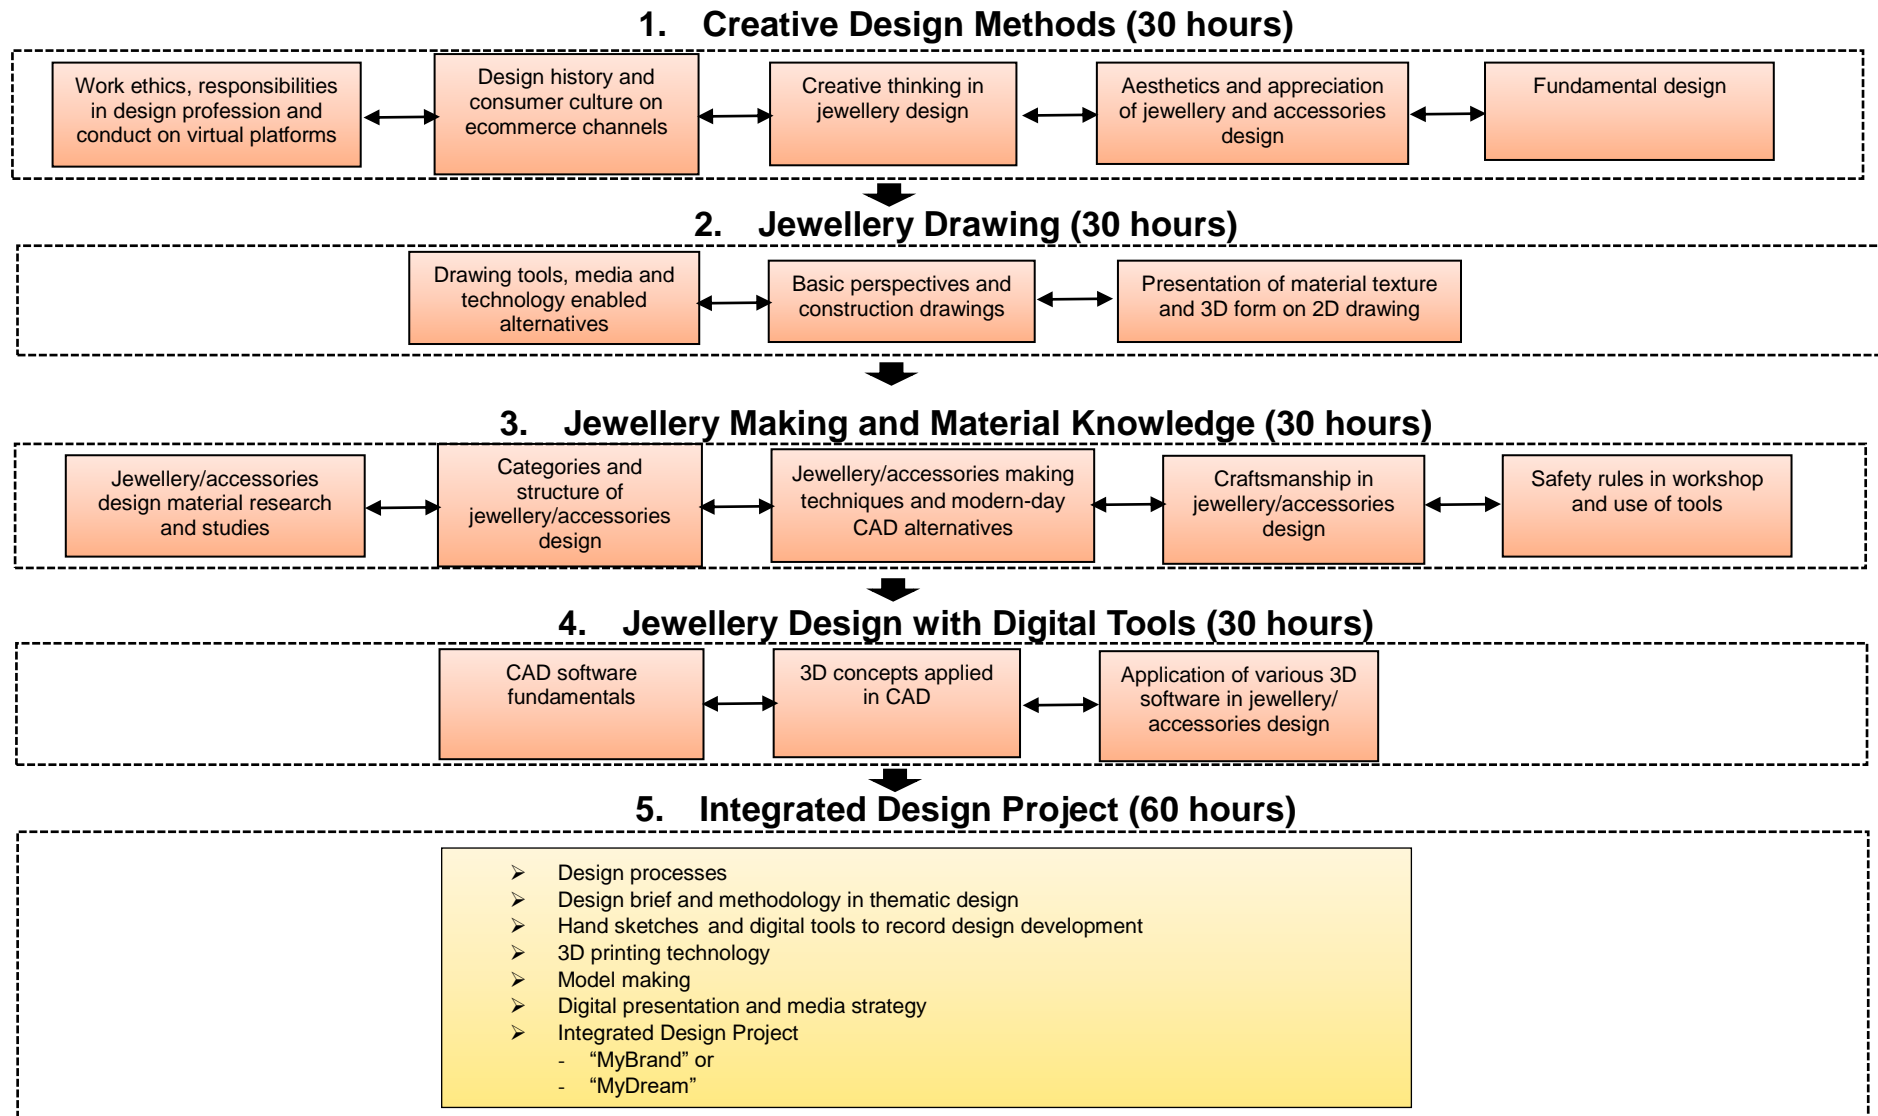 1. Creative Design Methods (30 hours)
Work ethics, responsibilities
in design profession and
conduct on virtual platforms
Design history and
consumer culture on
ecommerce channels
Creative thinking in
jewellery design
Aesthetics and appreciation
of jewellery and accessories
design
Fundamental design
2. Jewellery Drawing (30 hours)
Drawing tools, media and
technology enabled
alternatives
Basic perspectives and
construction drawings
Presentation of material texture
and 3D form on 2D drawing
3. Jewellery Making and Material Knowledge (30 hours)
Jewellery/accessories
design material research
and studies
Categories and
structure of
jewellery/accessories
design
Jewellery/accessories making
techniques and modern-day
CAD alternatives
Craftsmanship in
jewellery/accessories
design
Safety rules in workshop
and use of tools
4. Jewellery Design with Digital Tools (30 hours)
CAD software
fundamentals
3D concepts applied
in CAD
Application of various 3D
software in jewellery/
accessories design
5. Integrated Design Project (60 hours)
➢ Design processes
➢ Design brief and methodology in thematic design
➢ Hand sketches and digital tools to record design development
➢ 3D printing technology
➢ Model making
➢ Digital presentation and media strategy
➢ Integrated Design Project
- “MyBrand” or
- “MyDream”